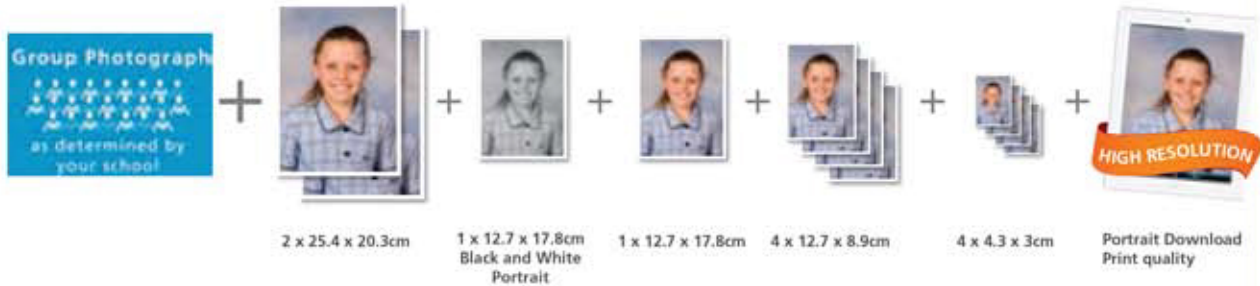 Group Photograph
as determined by
your school
HIGH RESOLUTION
2 x 25.4 x 20.3cm
1 x 12.7 x 17.8cm
Black and White
Portrait
1 x 12.7 x 17.8cm
4 x 12.7 x 8.9cm
4 x 4.3 x 3cm
Portrait Download
Print quality